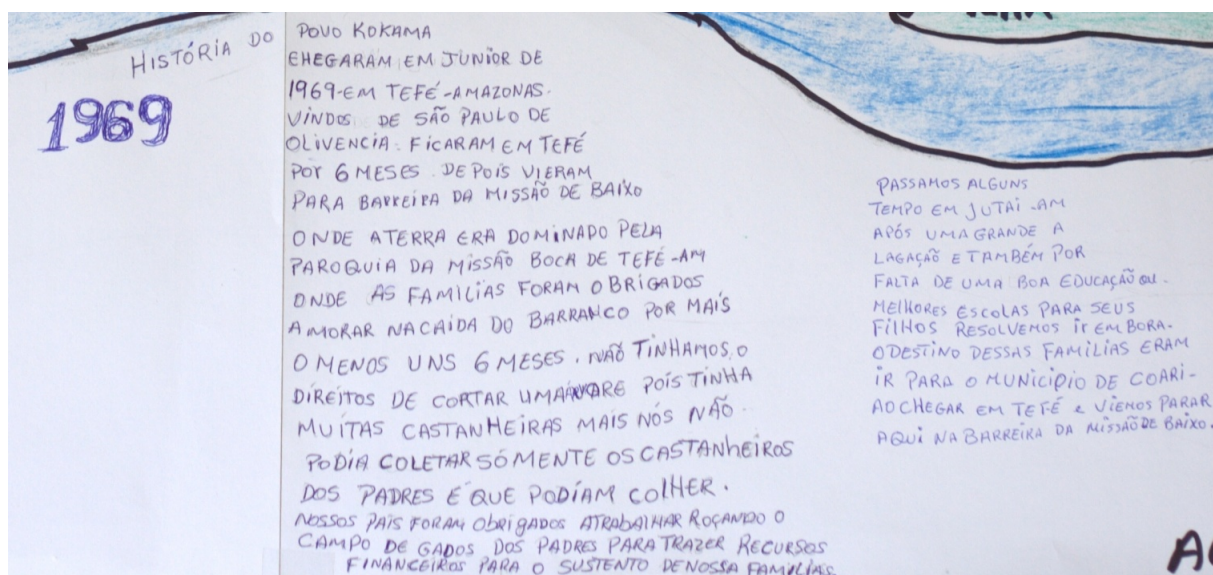 HISTÓRIA DO POVO KOKAMA
1969
EHEGARAM EM JUNIOR DE
1969-EM TEFÉ-AMAZONAS.
VINDOS DE SÃO PAULO DE
OLIVENCIA. FICARAM EM TEFÉ
POR 6 MESES. DEPOIS VIERAM
PARA BARREIRA DA MISSÃO DE BAIXO
ONDE ATERRA ERA DOMINADO PELA
PAROQUIA DA MISSÃO BOCA DE TEFÉ-AM
ONDE AS FAMILIAS FORAM OBRIGADOS
A MORAR NA CAIDA DO BARRANCO POR MAIS
O MENOS UNS 6 MESES. NÃO TINHAMOS O
DIREITOS DE CORTAR UMA POIS TINHA
MUITAS CASTANHEIRAS MAIS NÓS NÃO.
PODIA COLETAR SÓMENTE OS CASTANHEIROS
DOS PADRES É QUE PODIAM COLHER.
NOSSOS PAIS FORAM OBRIGADOS ATRABALHAR ROÇANDO O
CAMPO DE GADOS DOS PADRES PARA TRAZER RECURSOS
FINANCEIROS PARA O SUSTENTO DE NOSSA FAMILIAS
PASSAMOS ALGUNS
TEMPO EM JUTAI-AM
APÓS UMA GRANDE A
LAGAÇÃO E TAMBÉM POR
FALTA DE UMA BOA EDUCAÇÃO OU.
MELHORES ESCOLAS PARA SEUS
FILHOS RESOLVEMOS IR EMBORA.
O DESTINO DESSAS FAMILIAS ERAM
IR PARA O MUNICIPIO DE COARI-
AO CHEGAR EM TEFÉ E VIEMOS PARAR
AQUI NA BARREIRA DA MISSÃO DE BAIXO.